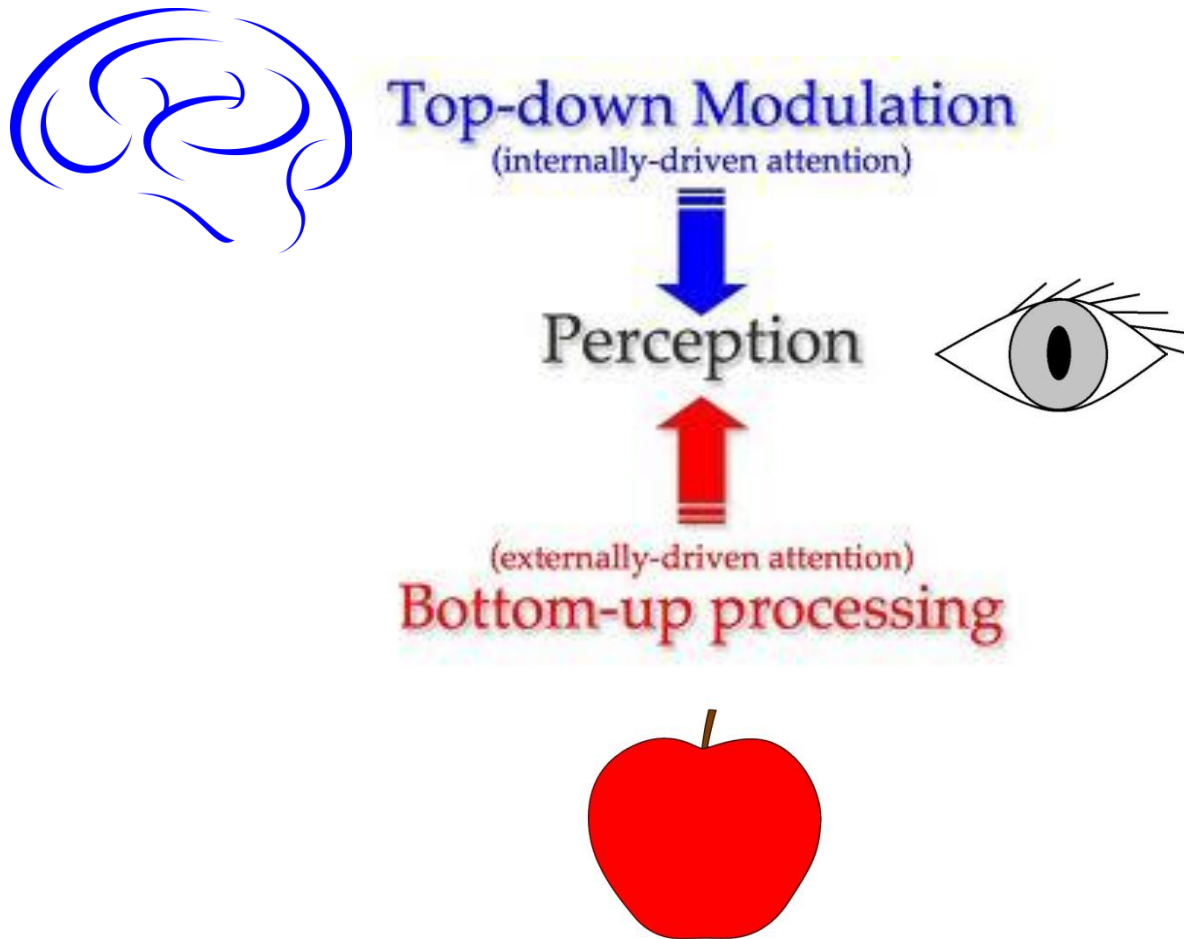 Top-down Modulation
(internally-driven attention)
Perception
(externally-driven attention)
Bottom-up processing